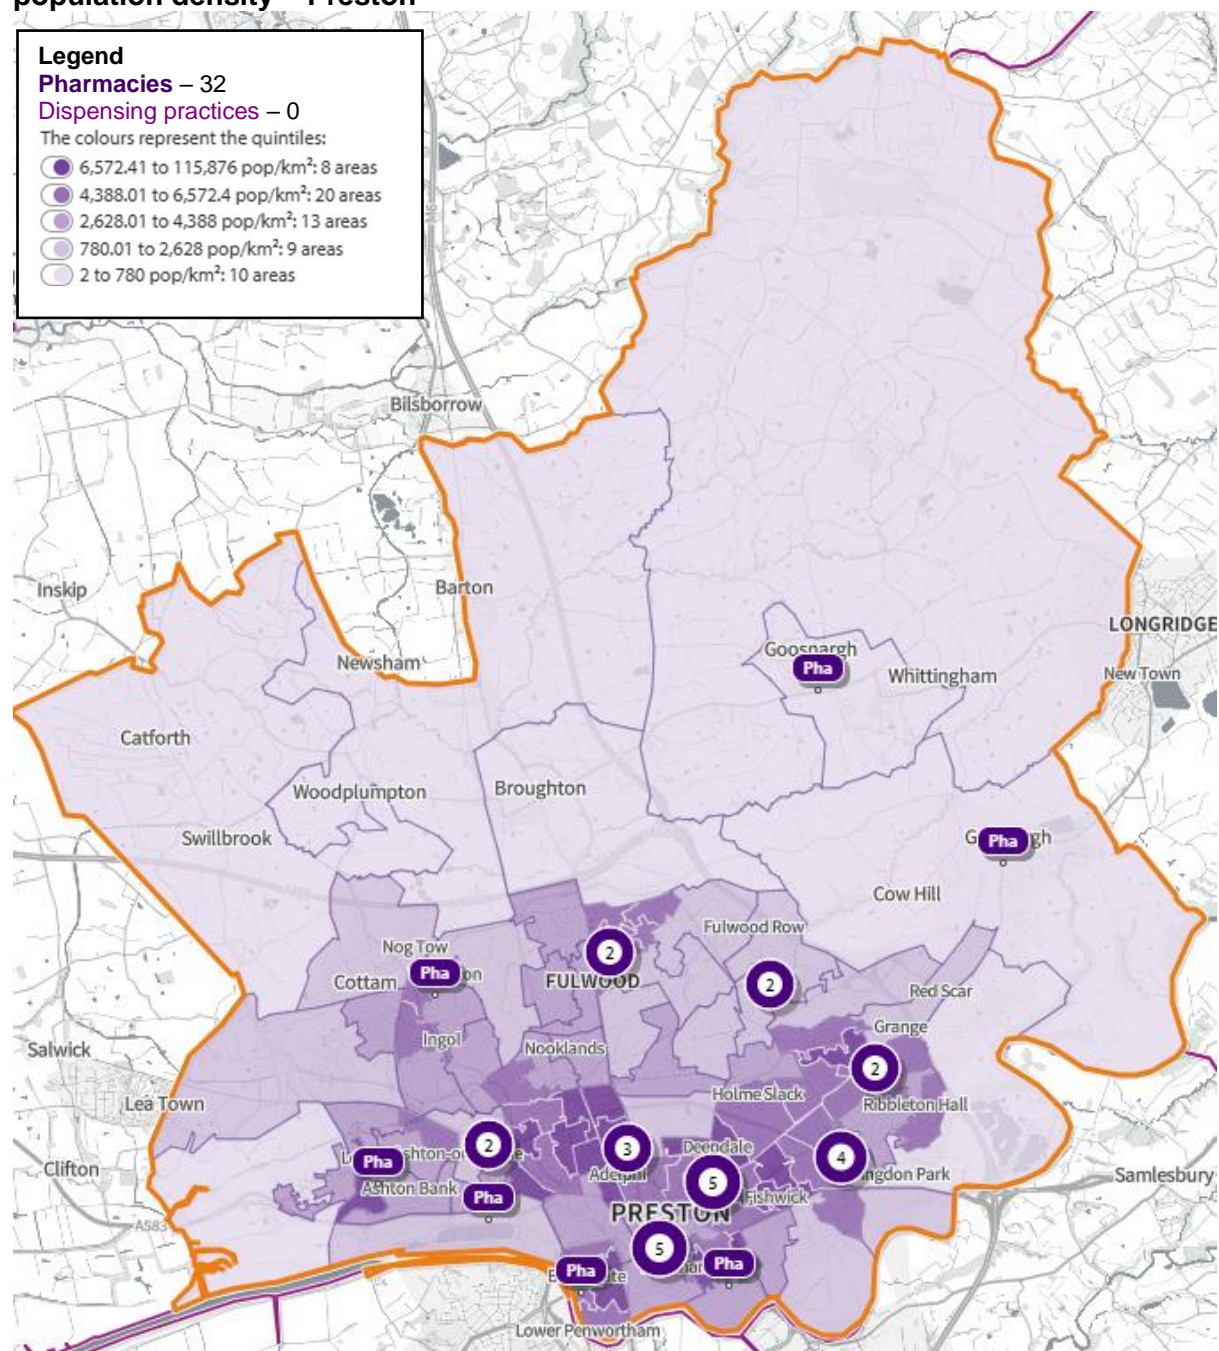 population density – Preston
Legend
Pharmacies – 32
Dispensing practices – 0
The colours represent the quintiles:
6,572.41 to 115,876 pop/km²: 8 areas
4,388.01 to 6,572.4 pop/km²: 20 areas
2,628.01 to 4,388 pop/km²: 13 areas
780.01 to 2,628 pop/km²: 9 areas
2 to 780 pop/km²: 10 areas
M6
Bilsborrow
Inskip
Barton
LONGRIDGE
Newsham
Goosnargh
Pha
Whittingham
New Town
Catforth
Woodplumpton
Broughton
Swillbrook
Pha
Cow Hill
Fulwood Row
Nog Tow
2
Pha
Cottam
FULWOOD
2
Red Scar
Grange
Ingol
Nooklands
Salwick
2
Holme Slack
Lea Town
Ribbleton Hall
2
3
Deepdale
4
Pha
Clifton
Adelphi
5
Samlesbury
Ashton Bank
Pha
Fishwick
PRESTON
A583
5
Pha
Pha
Lower Penwortham